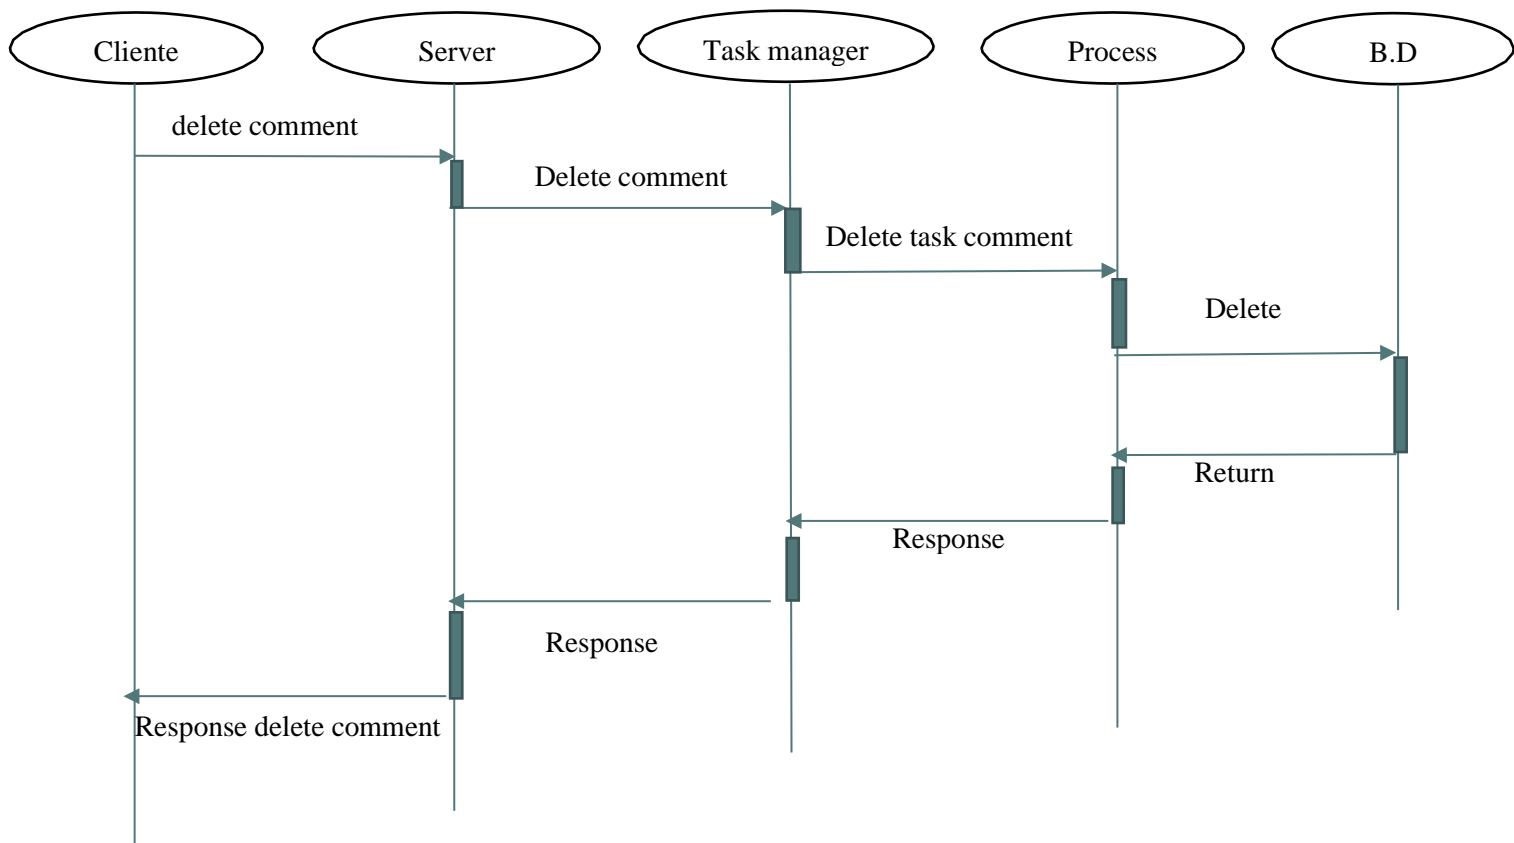 Cliente
Server
Task manager
Process
B.D
delete comment
Delete comment
Delete task comment
Delete
Return
Response
Response
Response delete comment